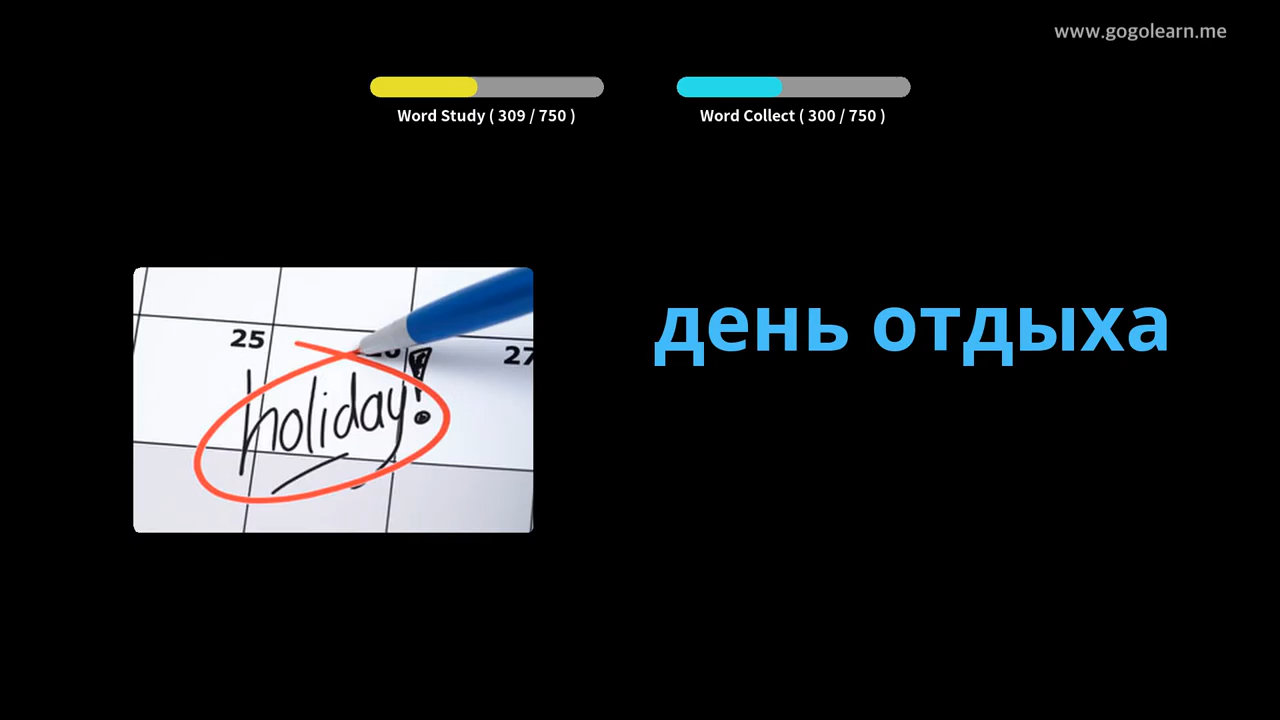 www.gogolearn.me
Word Study ( 309 / 750 )
Word Collect ( 300 / 750 )
25
27
holiday!
день отдыха